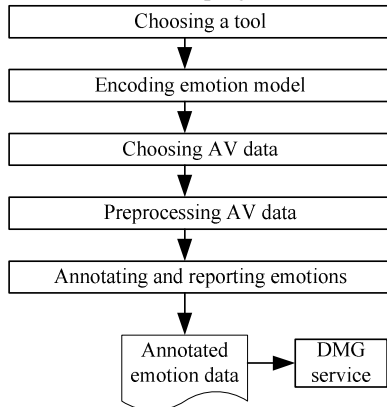 Choosing a tool
Encoding emotion model
Choosing AV data
Preprocessing AV data
Annotating and reporting emotions
Annotated
emotion data
DMG
service